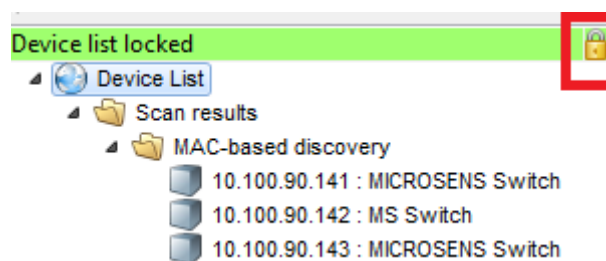 Device list locked
Device List
Scan results
MAC-based discovery
10.100.90.141 : MICROSENS Switch
10.100.90.142 : MS Switch
10.100.90.143 : MICROSENS Switch